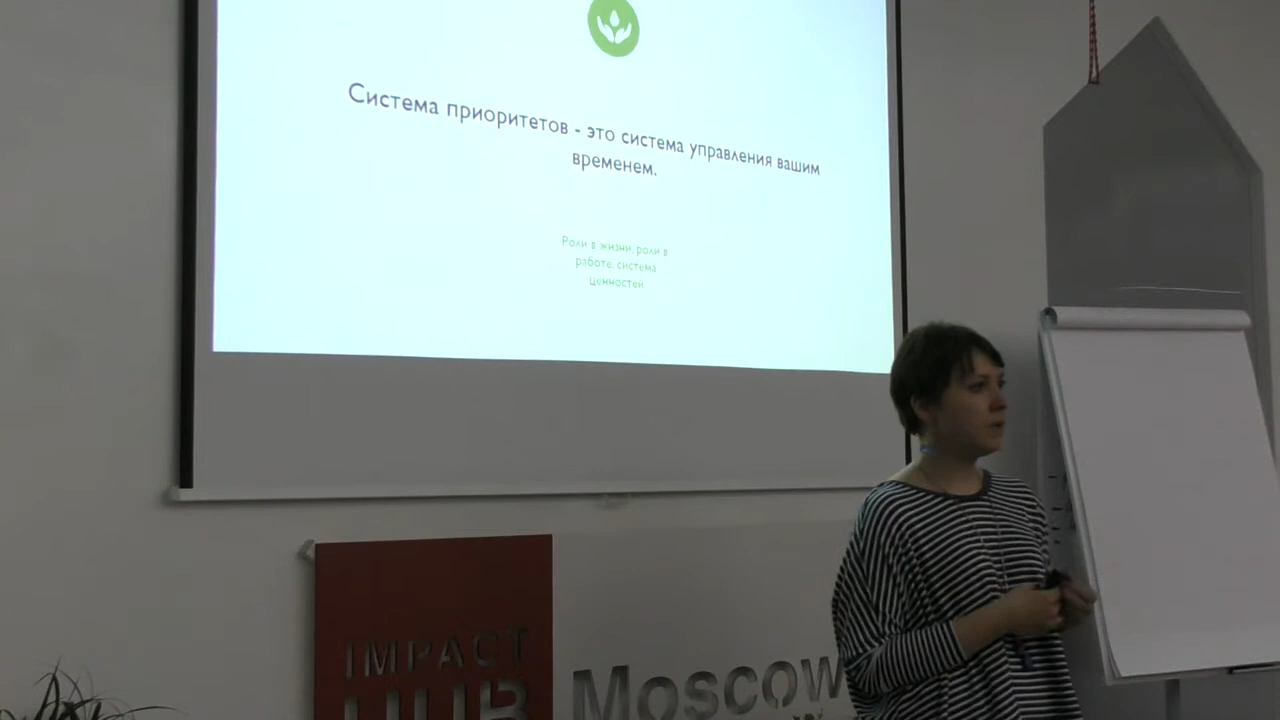 Система приоритетов - это система управления вашим
временем.
Роли в жизни, роли в
работе, система
ценностей
IMPACT
HUB
Moscow